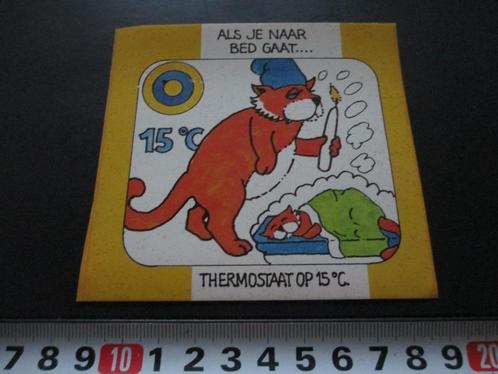 ALS JE NAAR
BED GAAT....
15°C
THERMOSTAAT OP 15°C.
7 8 9 10 1 2 3 4 5 6 7 8 9 20